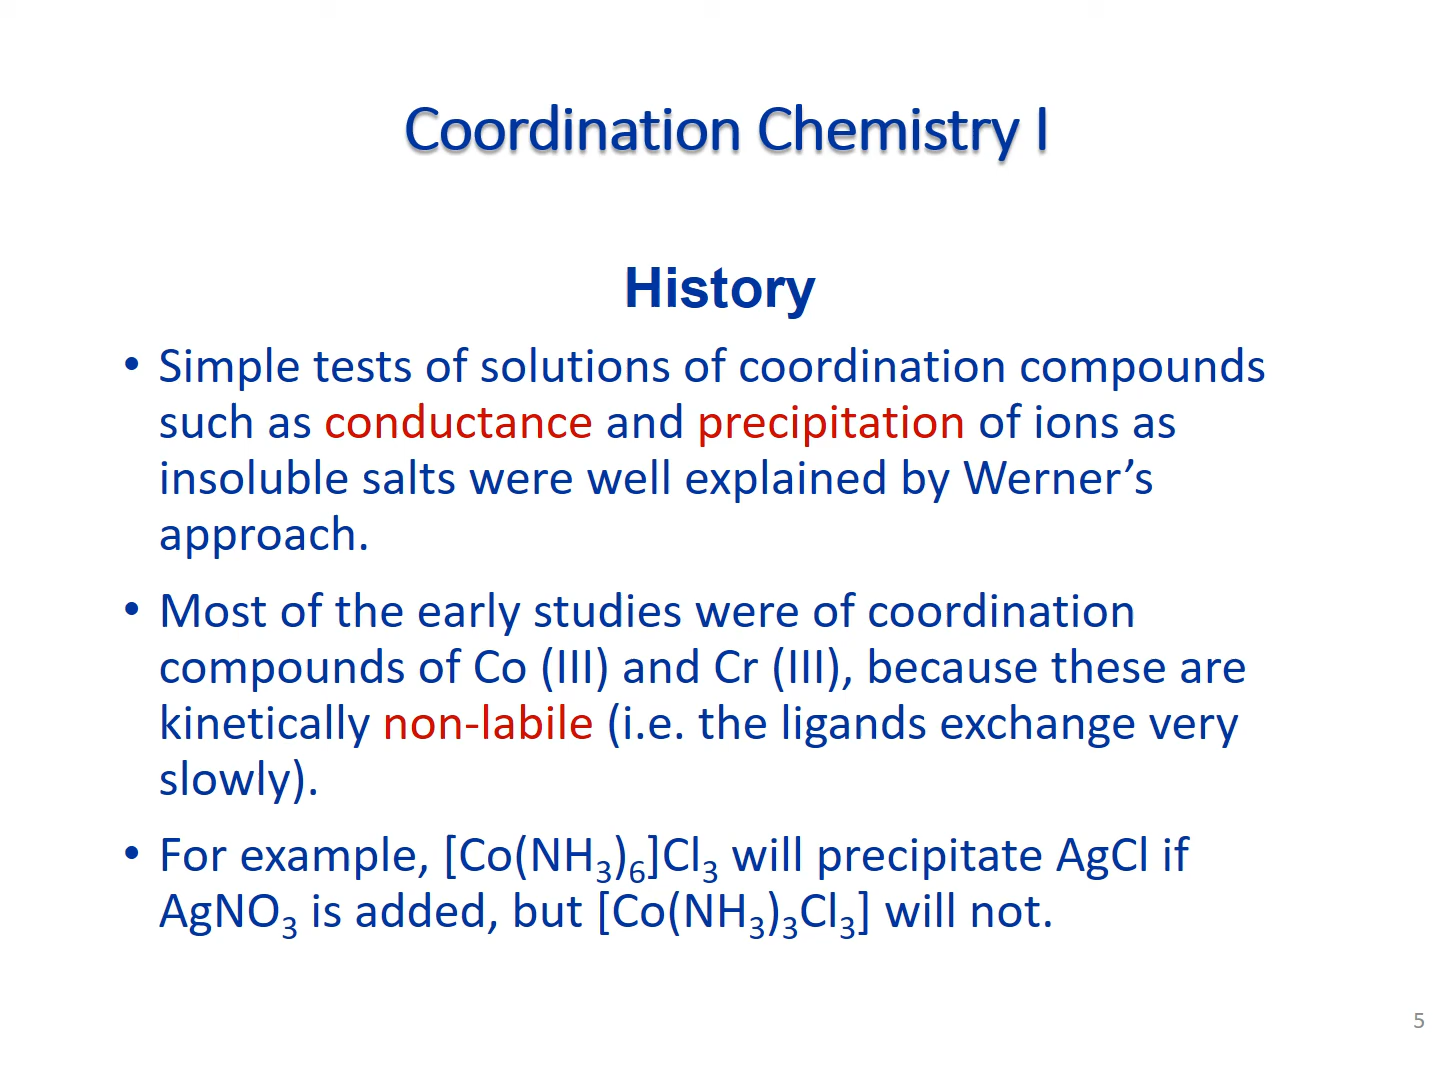 Coordination Chemistry I
History
• Simple tests of solutions of coordination compounds
such as conductance and precipitation of ions as
insoluble salts were well explained by Werner’s
approach.
• Most of the early studies were of coordination
compounds of Co (III) and Cr (III), because these are
kinetically non-labile (i.e. the ligands exchange very
slowly).
• For example, [Co(NH₃)₆]Cl₃ will precipitate AgCl if
AgNO₃ is added, but [Co(NH₃)₃Cl₃] will not.
5